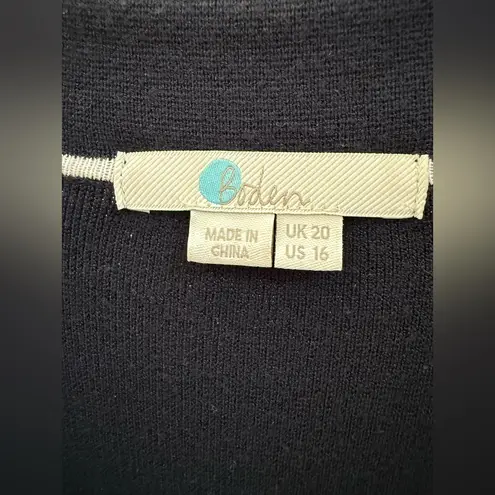 Boden
MADE IN
CHINA
UK 20
US 16